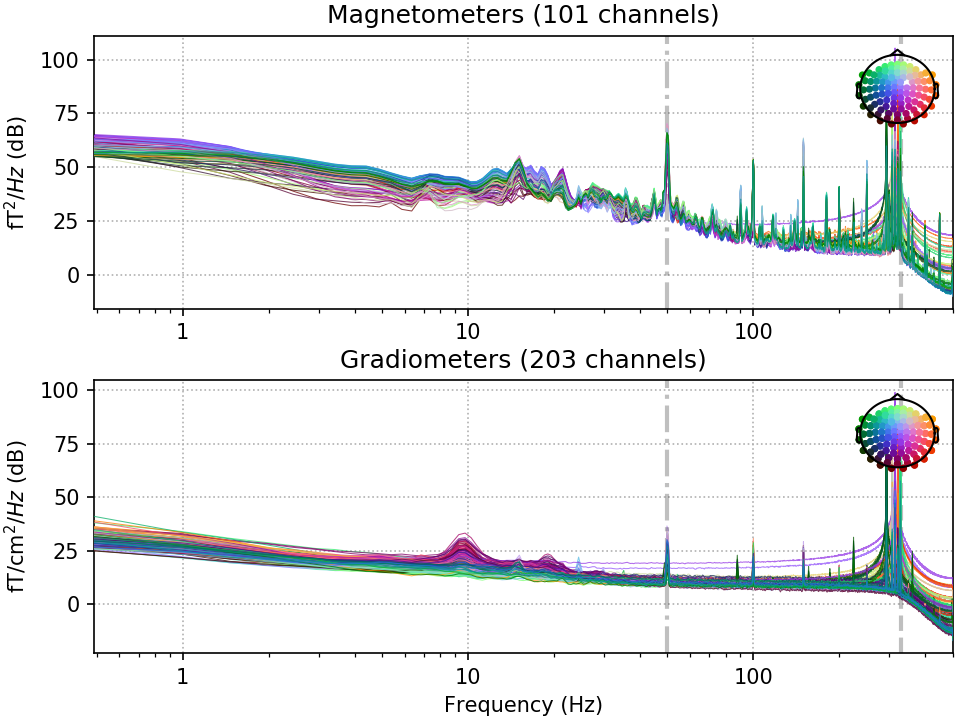 Magnetometers (101 channels)
100
75
50
25
0
fT²/Hz (dB)
1 10 100
Gradiometers (203 channels)
100
75
50
25
0
fT/cm²/Hz (dB)
1 10 100
Frequency (Hz)